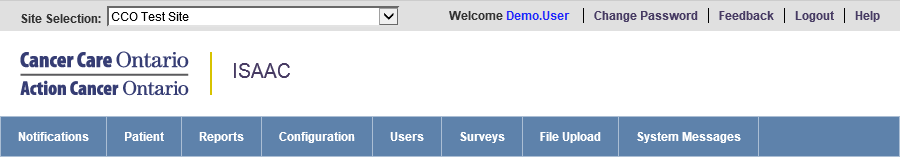 Site Selection: CCO Test Site Welcome Demo.User Change Password Feedback Logout Help
Cancer Care Ontario
Action Cancer Ontario
ISAAC
Notifications Patient Reports Configuration Users Surveys File Upload System Messages